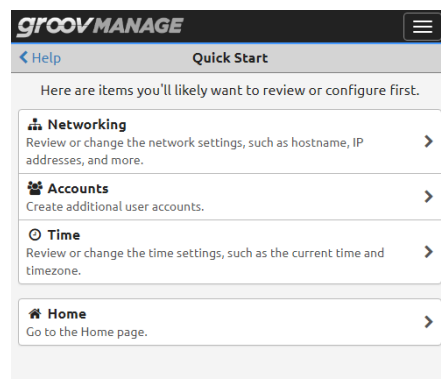 groov MANAGE
Help
Quick Start
Here are items you'll likely want to review or configure first.
Networking
Review or change the network settings, such as hostname, IP
addresses, and more.
Accounts
Create additional user accounts.
Time
Review or change the time settings, such as the current time and
timezone.
Home
Go to the Home page.